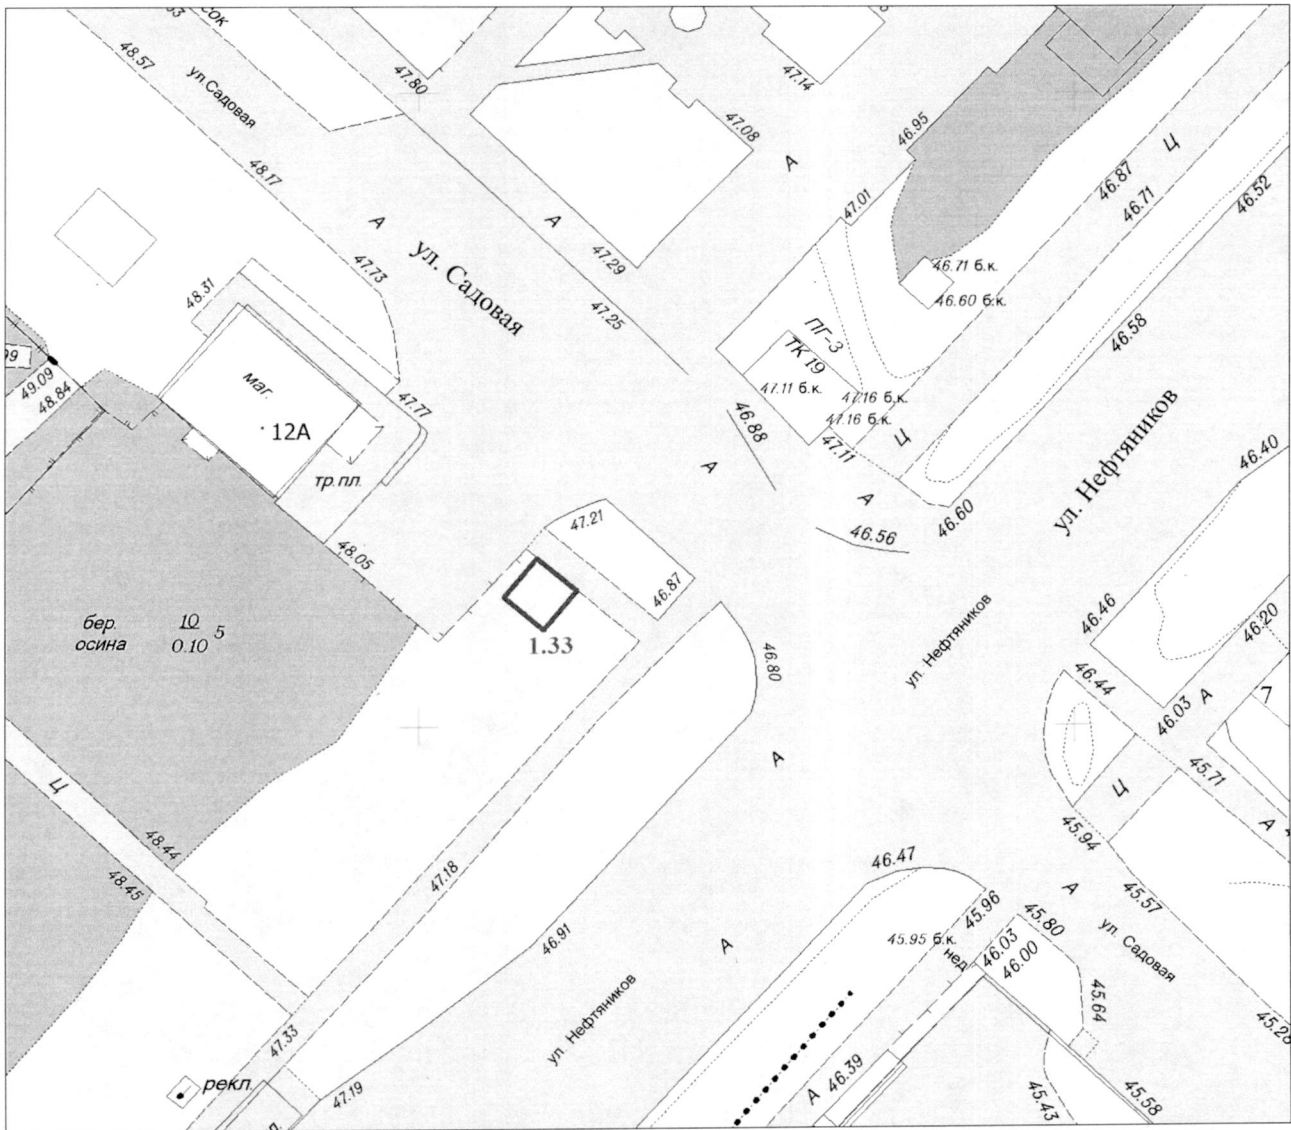 сок
48.57
47.80
ул.Садовая
47.14
47.08
46.95
А
Ц
48.17
46.87
46.71
46.52
А
А
47.01
ул. Садовая
47.73
47.29
48.31
46.71 б.к.
46.60 б.к.
47.25
ПГ-3
46.58
ТК 19
49.09
48.84
маг.
12А
47.77
47.11 б.к.
47.16 б.к.
47.16 б.к.
46.88
47.11
Ц
ул. Нефтяников
46.40
А
тр.пл.
А
47.21
46.56
46.60
48.05
46.87
бер.
осина
10
0.10
5
1.33
46.80
ул. Нефтяников
46.46
46.20
46.44
46.03
А
7
А
45.71
Ц
Ц
48.44
48.45
47.18
45.94
А
46.47
А
45.57
46.91
А
45.96
45.80
ул. Садовая
45.95 б.к.
нед.
46.03
46.00
ул. Нефтяников
45.64
45.28
47.33
рекл.
47.19
А
46.39
45.43
45.58